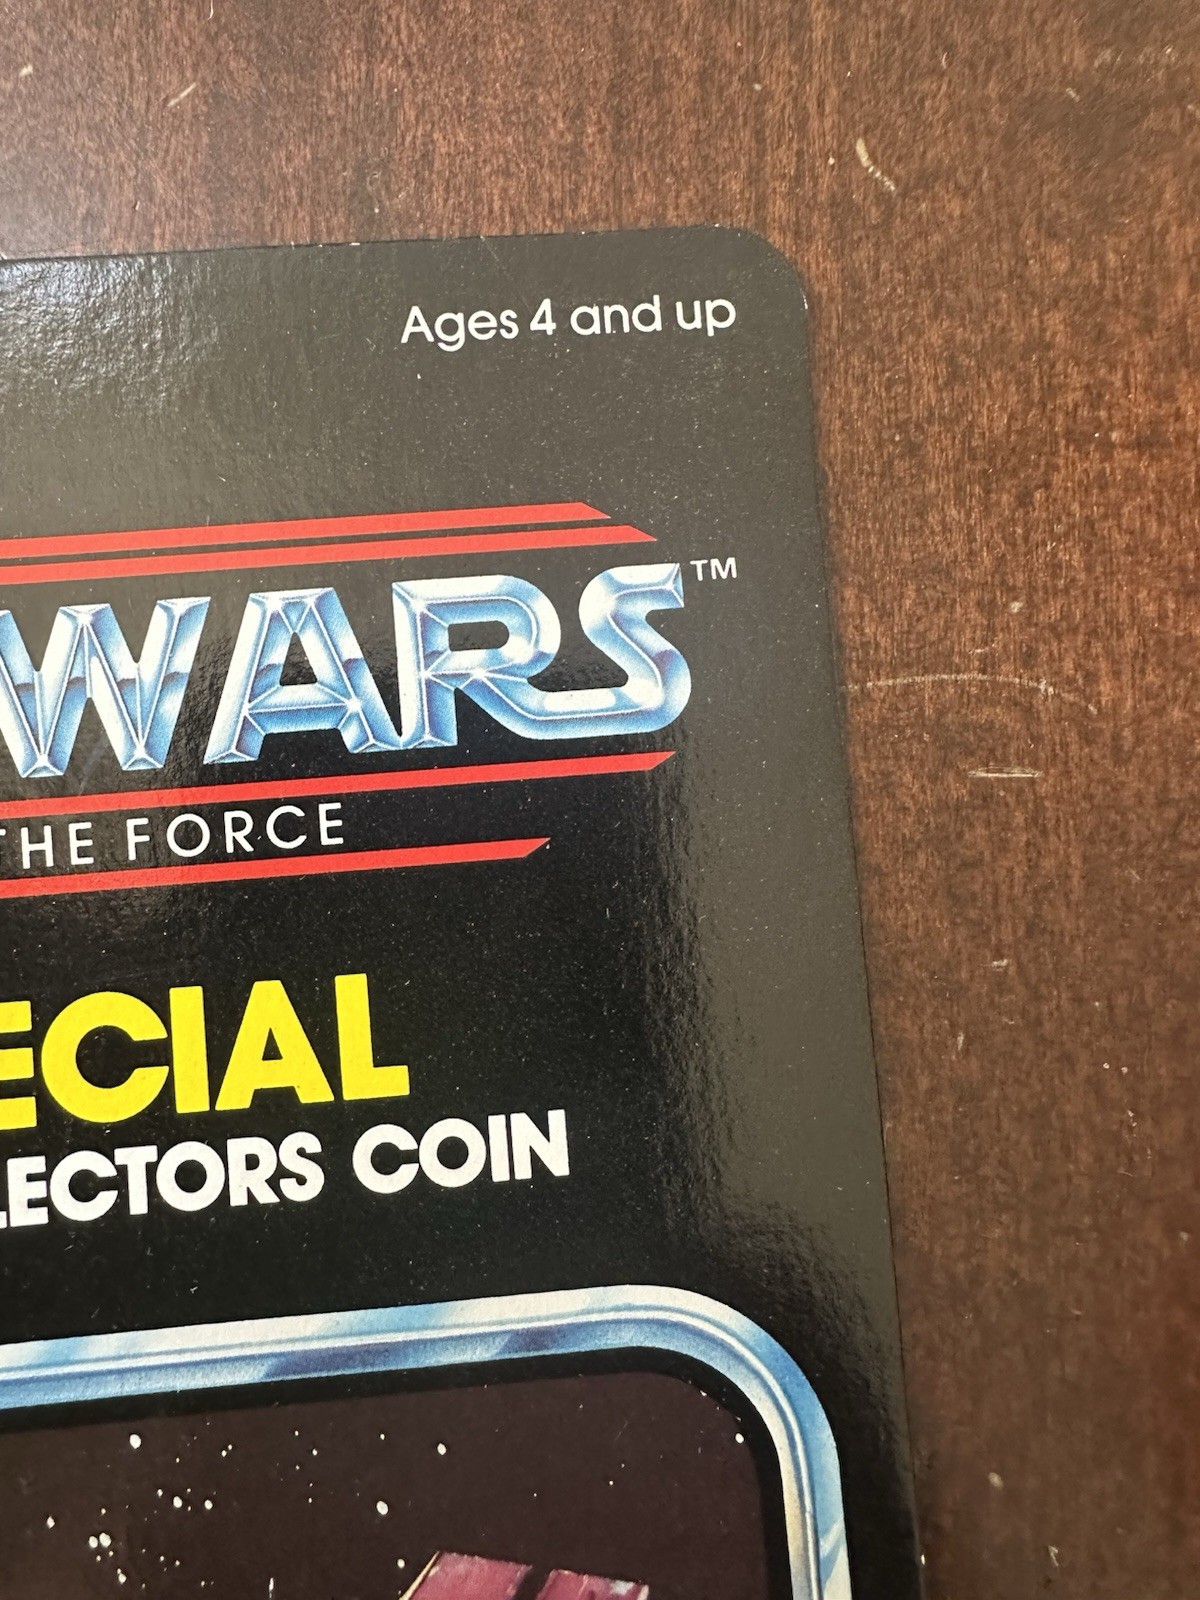 Ages 4 and up
WARS™
THE FORCE
ECIAL
LECTORS COIN